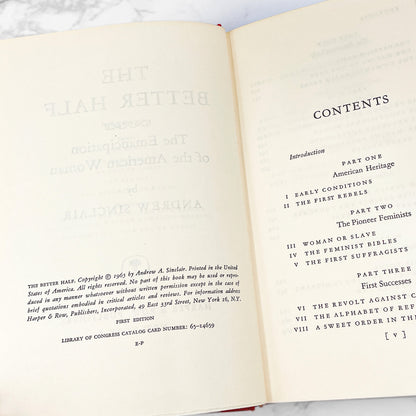 THE BETTER HALF. Copyright © 1965 by Andrew A. Sinclair. Printed in the United
States of America. All rights reserved. No part of this book may be used or repro-
duced in any manner whatsoever without written permission except in the case of
brief quotations embodied in critical articles and reviews. For information address
Harper & Row, Publishers, Incorporated, 49 East 33rd Street, New York 16, N.Y.
FIRST EDITION
LIBRARY OF CONGRESS CATALOG CARD NUMBER: 65-14659
E-P
CONTENTS
Introduction
PART ONE
American Heritage
I EARLY CONDITIONS
II THE FIRST REBELS
PART TWO
The Pioneer Feminists
III WOMAN OR SLAVE
IV THE FEMINIST BIBLES
V THE FIRST SUFFRAGISTS
PART THREE
First Successes
VI THE REVOLT AGAINST C
VII THE ALPHABET OF REF
VIII A SWEET ORDER IN TH
[ v ]
THE
BETTER HALF
The Emancipation
of the American Woman
by
ANDREW SINCLAIR